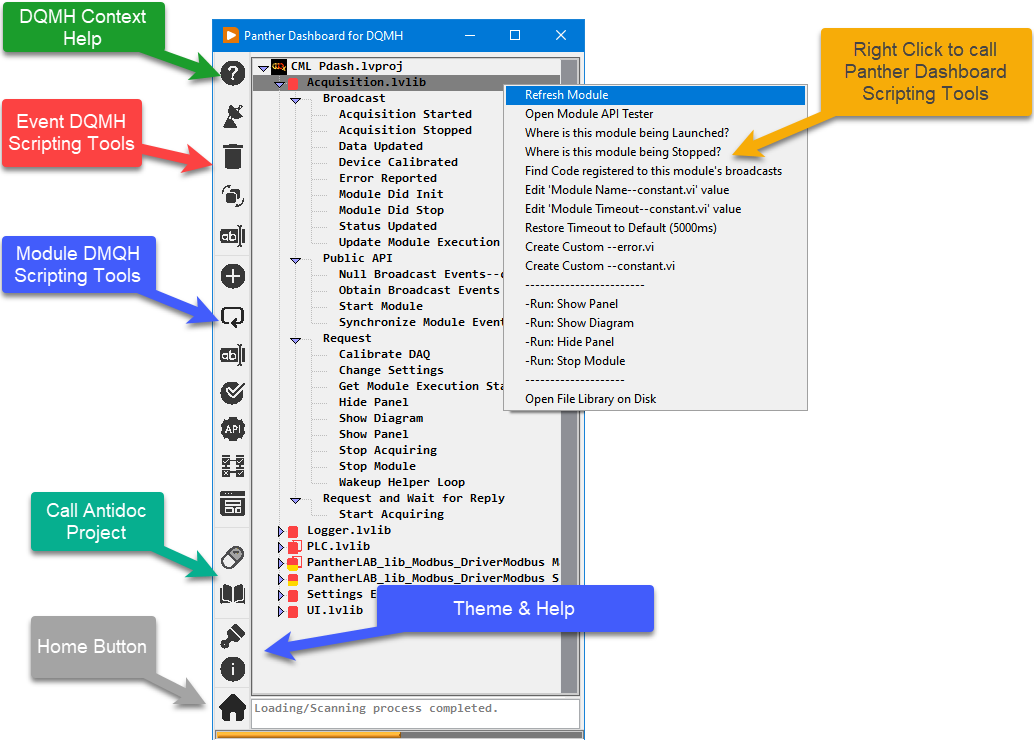 DQMH Context
Help
Event DQMH
Scripting Tools
Module DMQH
Scripting Tools
Call Antidoc
Project
Home Button
Panther Dashboard for DQMH
CML Pdash.lvproj
Acquisition.lvlib
Broadcast
Acquisition Started
Acquisition Stopped
Data Updated
Device Calibrated
Error Reported
Module Did Init
Module Did Stop
Status Updated
Update Module Execution
Public API
Null Broadcast Events--
Obtain Broadcast Events
Start Module
Synchronize Module Event
Request
Calibrate DAQ
Change Settings
Get Module Execution Sta
Hide Panel
Show Diagram
Show Panel
Stop Acquiring
Stop Module
Wakeup Helper Loop
Request and Wait for Reply
Start Acquiring
Logger.lvlib
PLC.lvlib
PantherLAB_lib_Modbus_DriverModbus M
PantherLAB_lib_Modbus_DriverModbus S
Settings E
UI.lvlib
Loading/Scanning process completed.
?
ab
+
ab
API
i
Refresh Module
Open Module API Tester
Where is this module being Launched?
Where is this module being Stopped?
Find Code registered to this module's broadcasts
Edit 'Module Name--constant.vi' value
Edit 'Module Timeout--constant.vi' value
Restore Timeout to Default (5000ms)
Create Custom --error.vi
Create Custom --constant.vi
------------------------
-Run: Show Panel
-Run: Show Diagram
-Run: Hide Panel
-Run: Stop Module
--------------------
Open File Library on Disk
Right Click to call
Panther Dashboard
Scripting Tools
Theme & Help